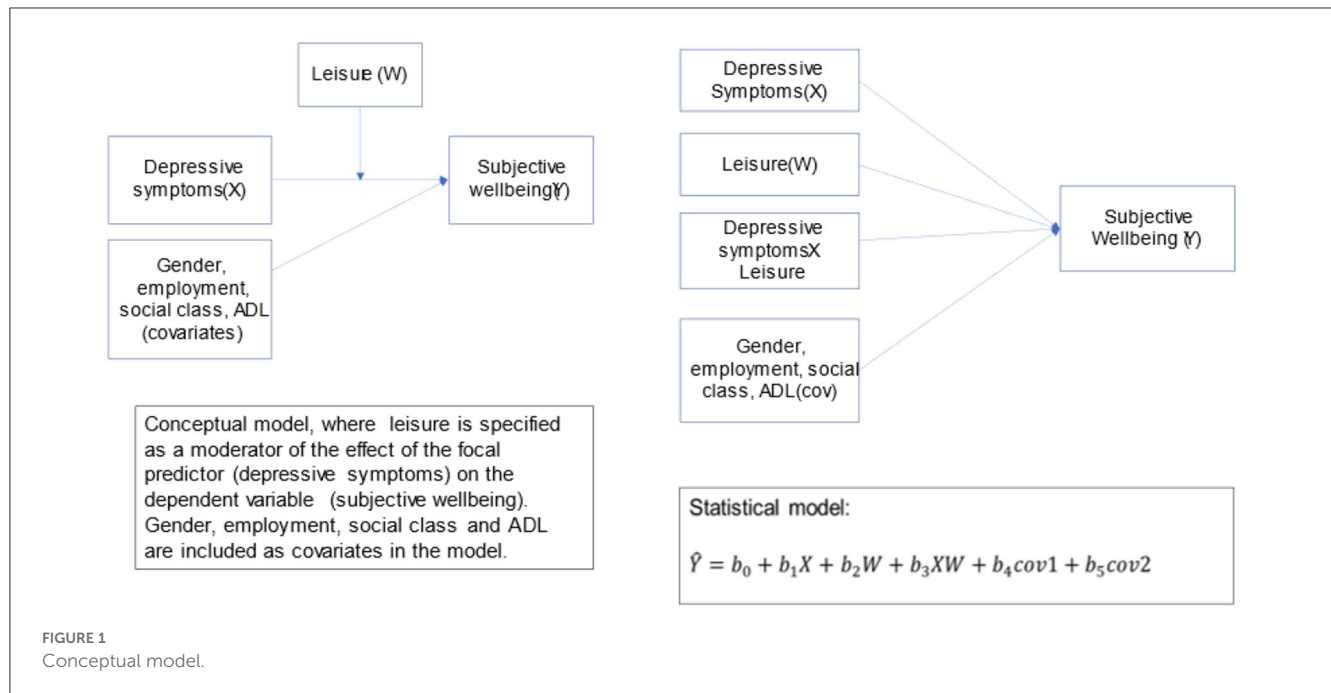 Leisure (W)
Depressive
symptoms(X)
Subjective
wellbeing(Y)
Gender,
employment,
social class, ADL
(covariates)
Conceptual model, where leisure is specified
as a moderator of the effect of the focal
predictor (depressive symptoms) on the
dependent variable (subjective wellbeing).
Gender, employment, social class and ADL
are included as covariates in the model.
Depressive
Symptoms(X)
Leisure(W)
Depressive
symptomsX
Leisure
Gender,
employment, social
class, ADL(cov)
Subjective
Wellbeing (Y)
Statistical model:
Ŷ = b₀ + b₁X + b₂W + b₃XW + b₄cov1 + b₅cov2
FIGURE 1
Conceptual model.